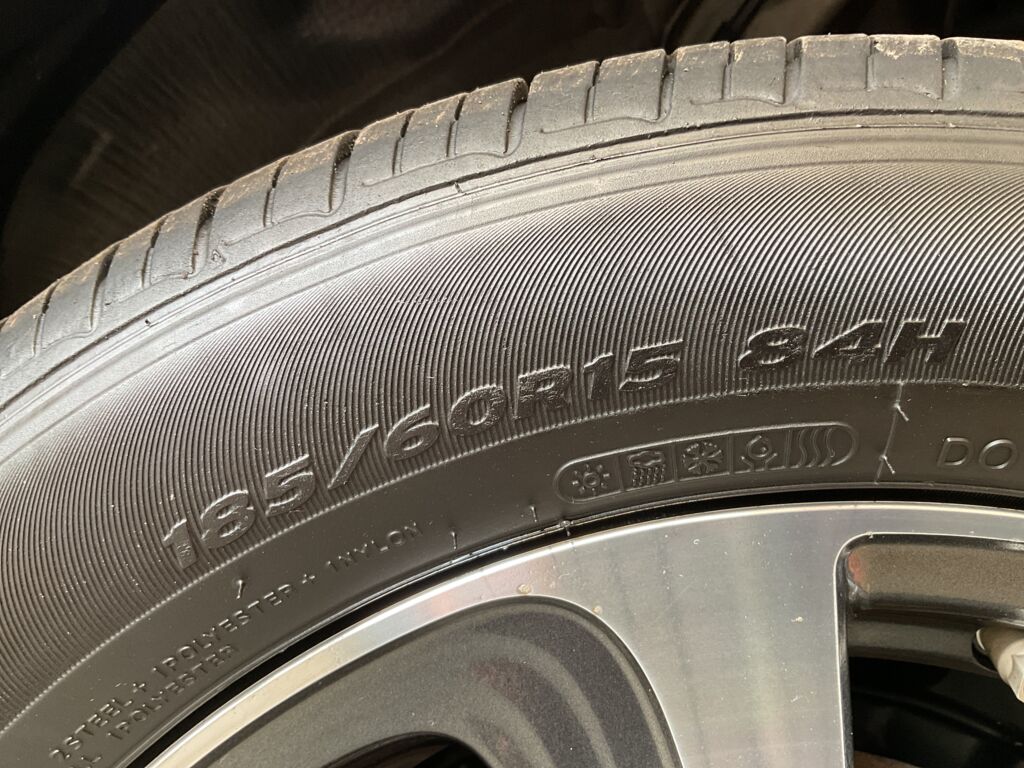 185/60R15 84H
DO
2STEEL + 1POLYESTER + 1NYLON
1POLYESTER